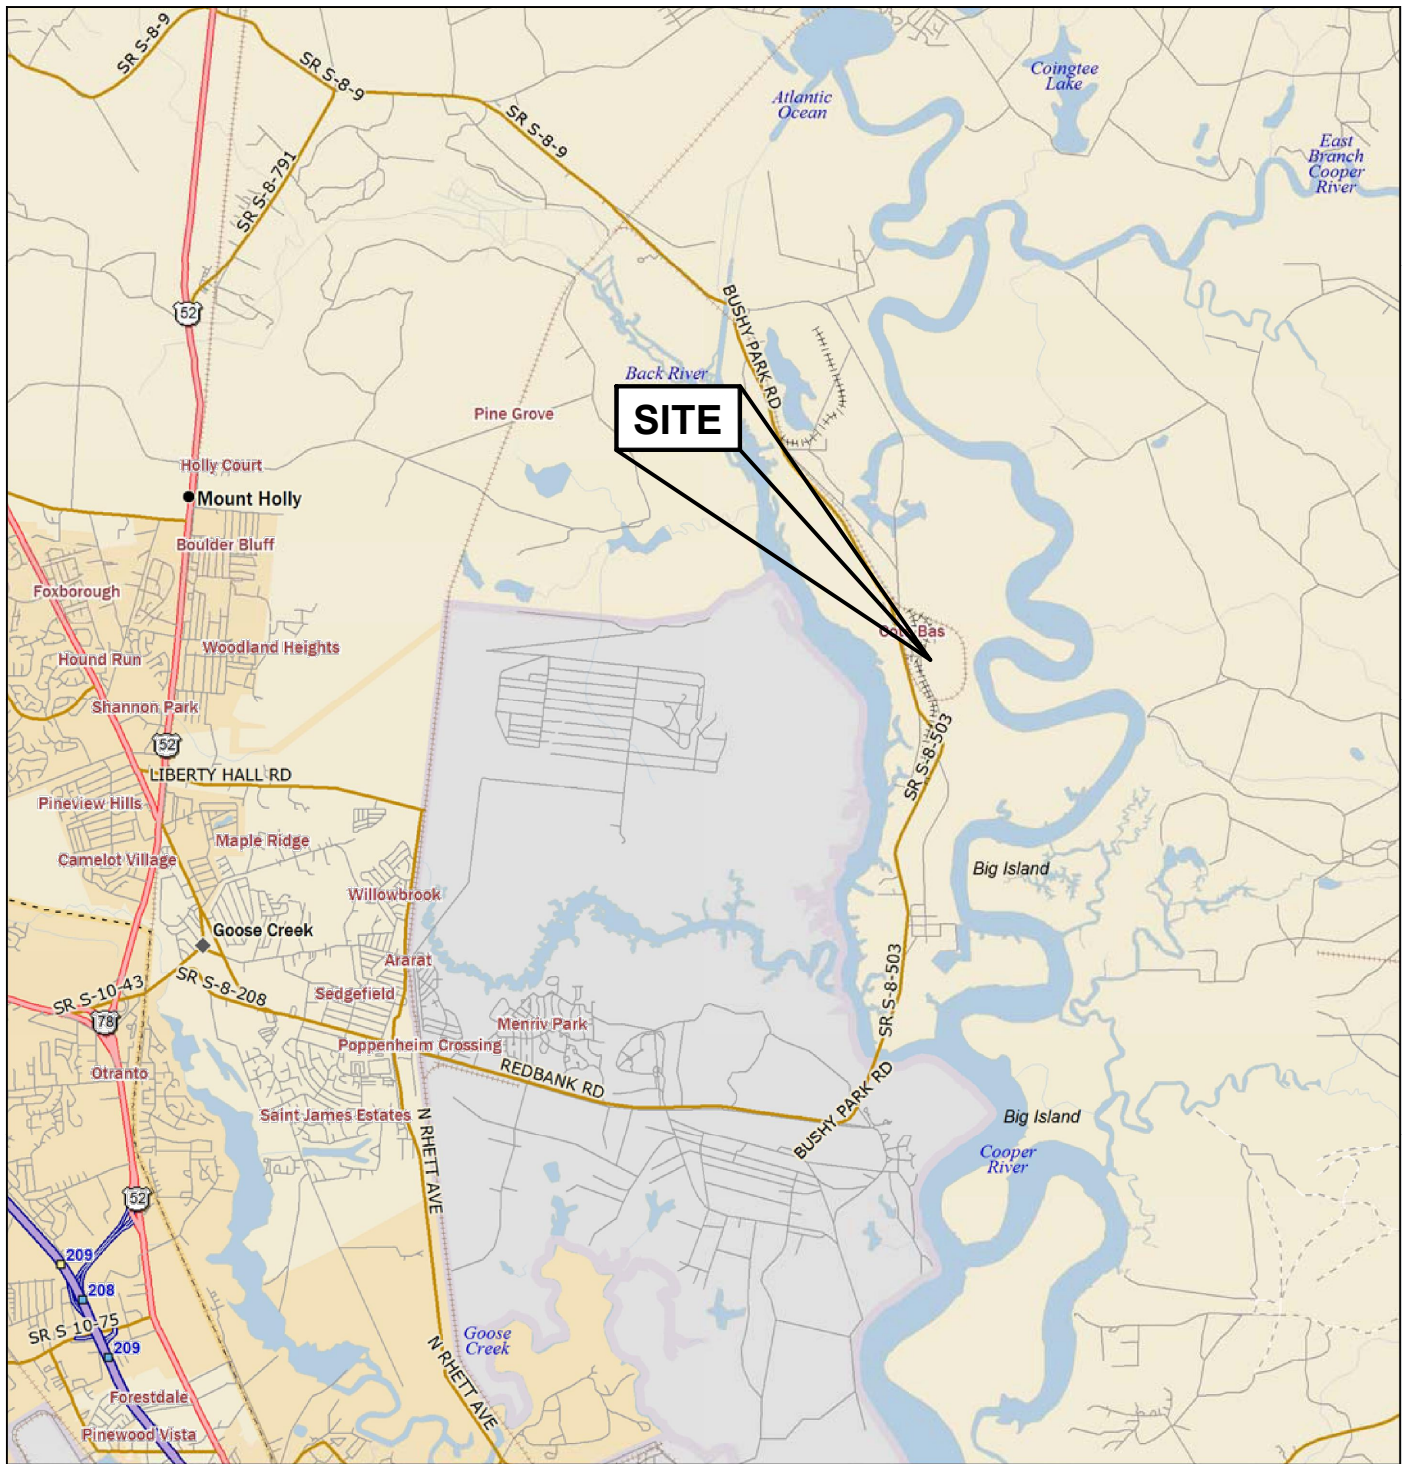 SR S-8-9
SR S-8-9
SR S-8-9
Coingtee
Lake
Atlantic
Ocean
East
Branch
Cooper
River
SR S-8-791
52
BUSHY PARK RD
Back River
Pine Grove
SITE
Holly Court
Mount Holly
Boulder Bluff
Foxborough
Woodland Heights
Hound Run
Shannon Park
52
LIBERTY HALL RD
SR S-8-503
Pineview Hills
Maple Ridge
Camelot Village
Big Island
Willowbrook
Goose Creek
Ararat
SR S-8-503
SR S-10-43
SR S-8-208
Sedgefield
78
Menriv Park
Poppenheim Crossing
Otranto
REDBANK RD
BUSHY PARK RD
Saint James Estates
N RHETT AVE
Big Island
Cooper
River
52
209
208
SR S 10-75
209
Goose
Creek
N RHETT AVE
Forestdale
Pinewood Vista